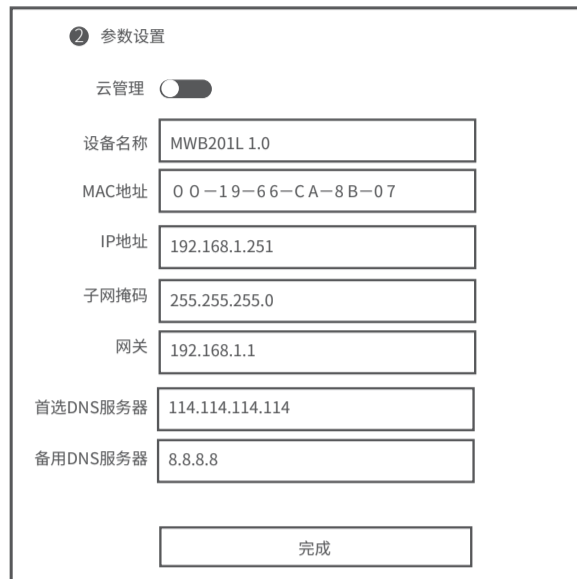 2 参数设置
云管理
设备名称 MWB201L 1.0
MAC地址 00-19-66-CA-8B-07
IP地址 192.168.1.251
子网掩码 255.255.255.0
网关 192.168.1.1
首选DNS服务器 114.114.114.114
备用DNS服务器 8.8.8.8
完成